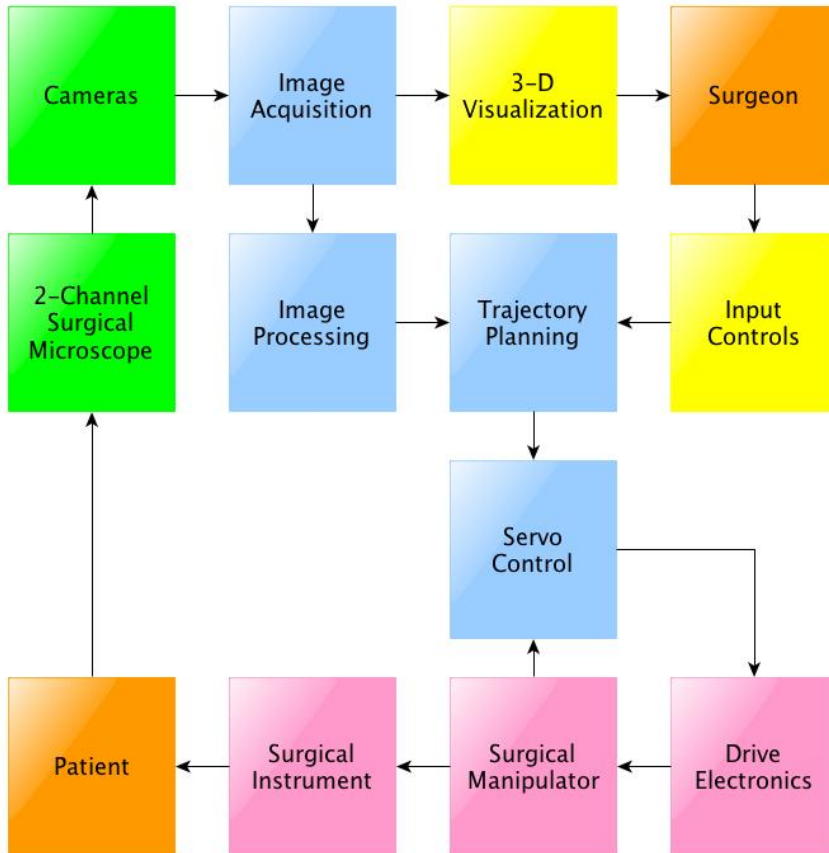 Cameras
Image
Acquisition
3-D
Visualization
Surgeon
2-Channel
Surgical
Microscope
Image
Processing
Trajectory
Planning
Input
Controls
Servo
Control
Patient
Surgical
Instrument
Surgical
Manipulator
Drive
Electronics